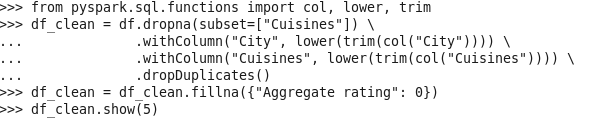 >>> from pyspark.sql.functions import col, lower, trim
>>> df_clean = df.dropna(subset=["Cuisines"]) \
...              .withColumn("City", lower(trim(col("City")))) \
...              .withColumn("Cuisines", lower(trim(col("Cuisines")))) \
...              .dropDuplicates()
>>> df_clean = df_clean.fillna({"Aggregate rating": 0})
>>> df_clean.show(5)